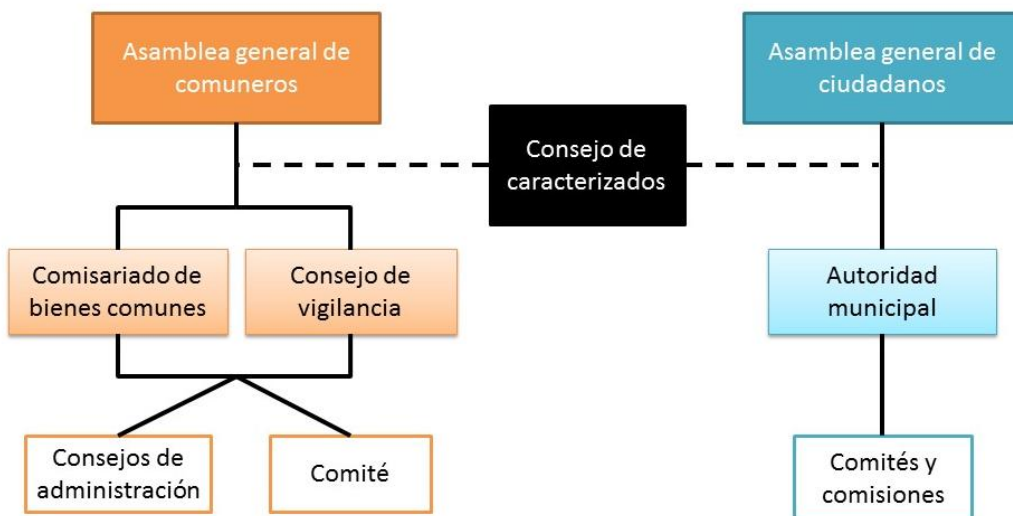 Asamblea general de
comuneros
Asamblea general de
ciudadanos
Consejo de
caracterizados
Comisariado de
bienes comunes
Consejo de
vigilancia
Autoridad
municipal
Consejos de
administración
Comité
Comités y
comisiones